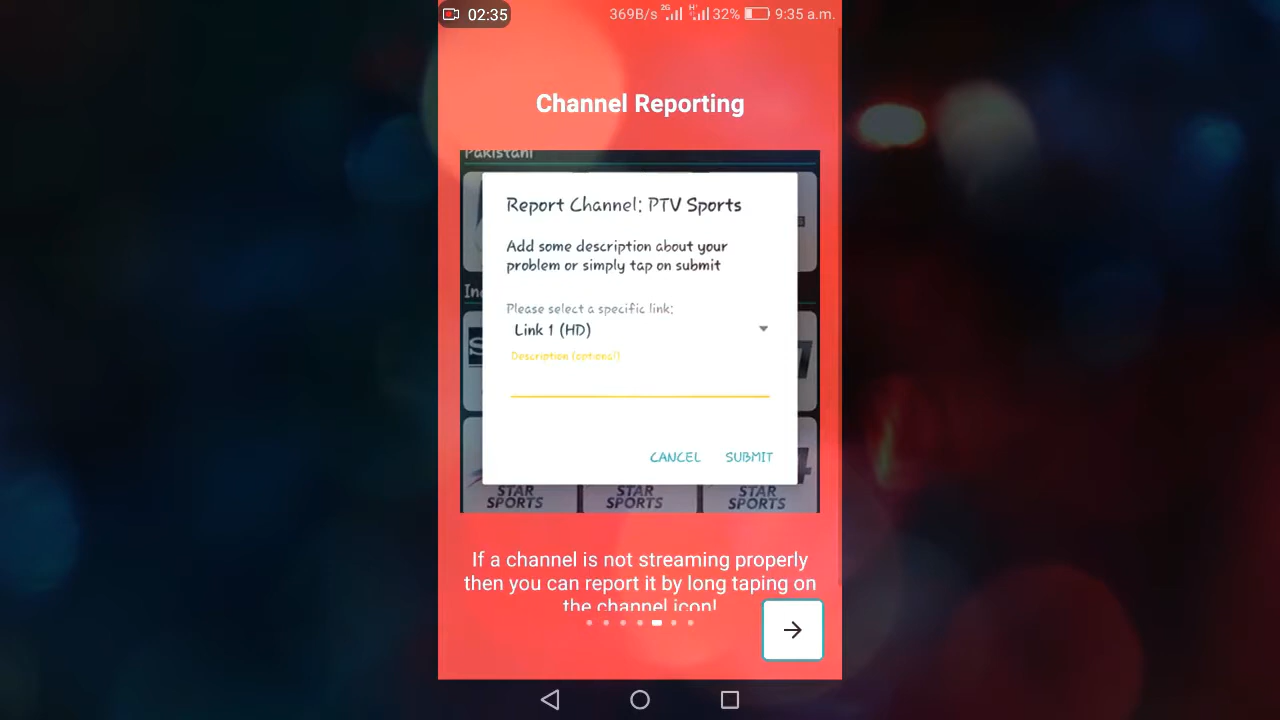 02:35
369B/s 2G H+ 32% 9:35 a.m.
Channel Reporting
Pakistani
Report Channel: PTV Sports
Add some description about your
problem or simply tap on submit
Please select a specific link:
Link 1 (HD)
Description (optional)
CANCEL SUBMIT
STAR SPORTS
STAR SPORTS
STAR SPORTS
If a channel is not streaming properly
then you can report it by long taping on
the channel icon!